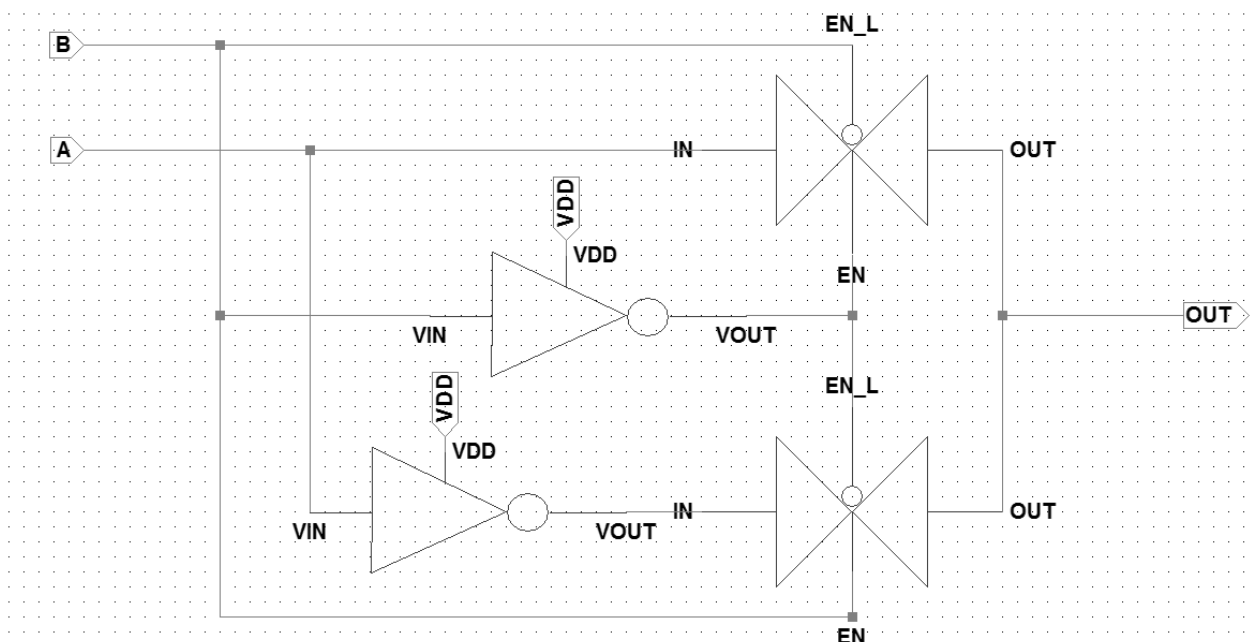 EN_L
B
A
IN
OUT
VDD
VDD
EN
OUT
VIN
VOUT
VDD
EN_L
VDD
IN
OUT
VIN
VOUT
EN